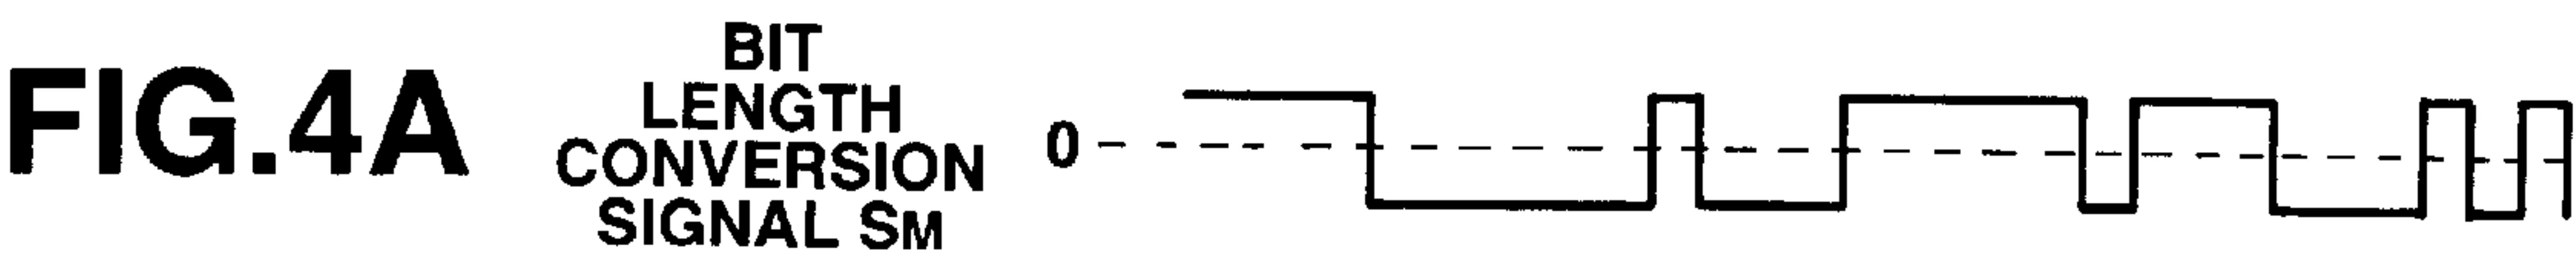 FIG.4A
BIT
LENGTH
CONVERSION
SIGNAL SM
0